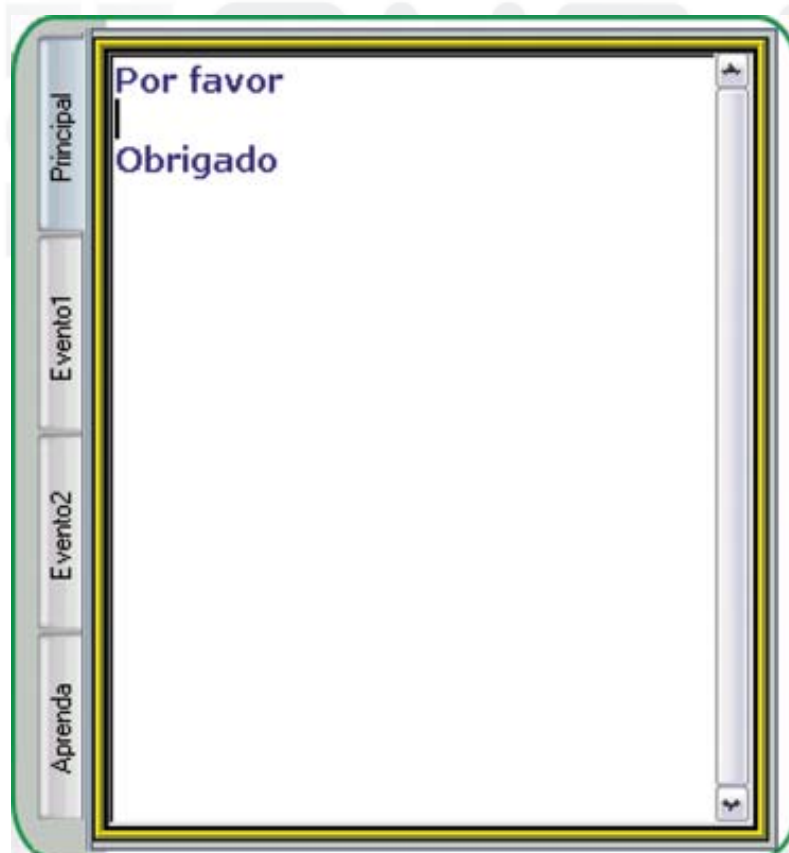 Principal
Evento1
Evento2
Aprenda
Por favor
Obrigado